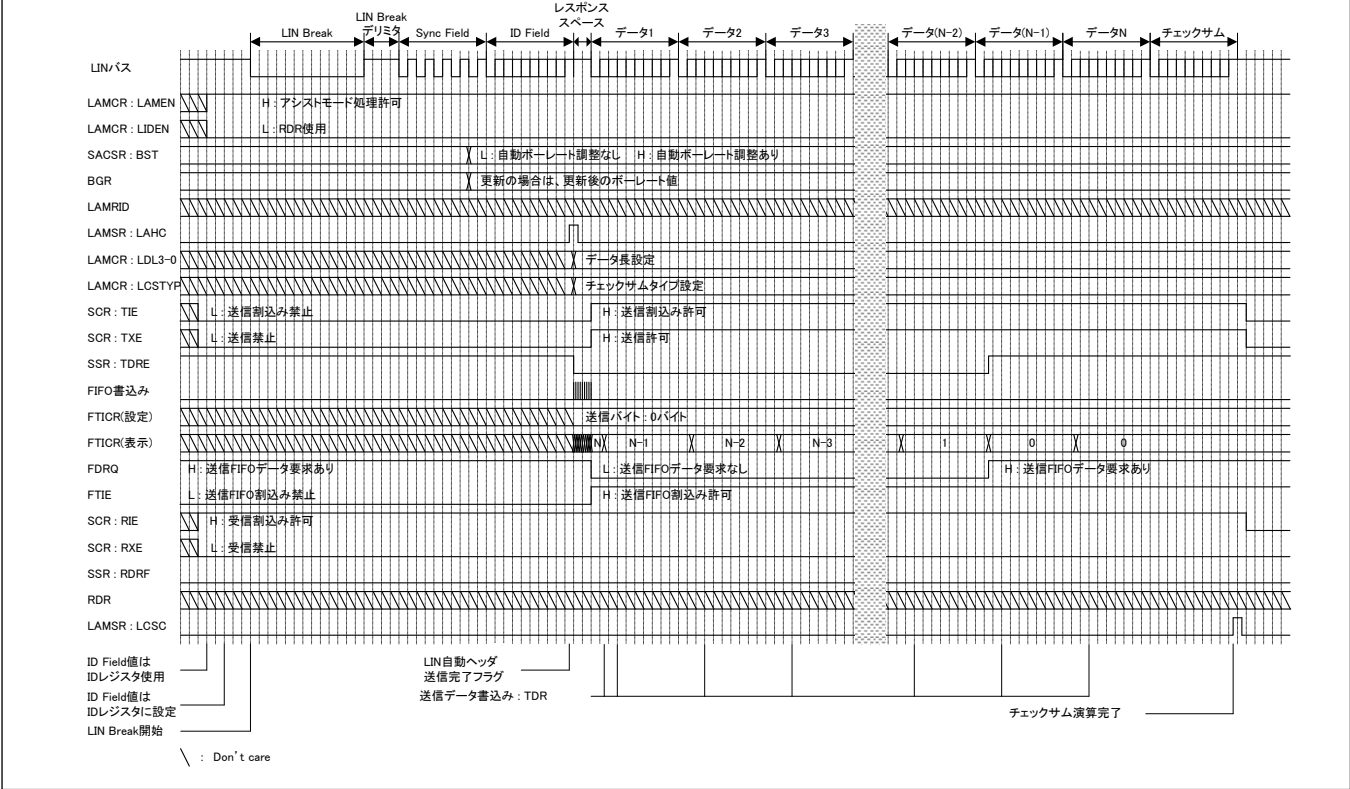 レスポンス
スペース
LIN Break
デリミタ
LIN Break
Sync Field
ID Field
データ1
データ2
データ3
データ(N-2)
データ(N-1)
データN
チェックサム
LINバス
LAMCR : LAMEN
H : アシストモード処理許可
LAMCR : LIDEN
L : RDR使用
SACSR : BST
L : 自動ボーレート調整なし H : 自動ボーレート調整あり
BGR
更新の場合は、更新後のボーレート値
LAMRID
LAMSR : LAHC
LAMCR : LDL3-0
データ長設定
LAMCR : LCSTYP
チェックサムタイプ設定
SCR : TIE
L : 送信割込み禁止
H : 送信割込み許可
SCR : TXE
L : 送信禁止
H : 送信許可
SSR : TDRE
FIFO書込み
FTICR(設定)
送信バイト : 0バイト
FTICR(表示)
N
N-1
N-2
N-3
1
0
0
FDRQ
H : 送信FIFOデータ要求あり
L : 送信FIFOデータ要求なし
H : 送信FIFOデータ要求あり
FTIE
L : 送信FIFO割込み禁止
H : 送信FIFO割込み許可
SCR : RIE
H : 受信割込み許可
SCR : RXE
L : 受信禁止
SSR : RDRF
RDR
LAMSR : LCSC
ID Field値は
IDレジスタ使用
ID Field値は
IDレジスタに設定
LIN Break開始
LIN自動ヘッダ
送信完了フラグ
送信データ書込み : TDR
チェックサム演算完了
\ : Don't care